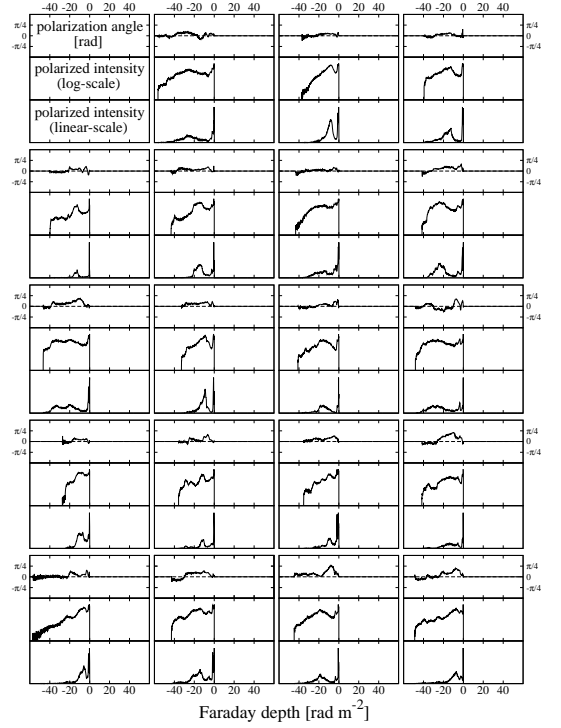 -40 -20 0 20 40 -40 -20 0 20 40 -40 -20 0 20 40 -40 -20 0 20 40
π/4 polarization angle π/4
0 [rad] 0
-π/4 -π/4
polarized intensity
(log-scale)
polarized intensity
(linear-scale)
π/4 π/4
0 0
-π/4 -π/4
π/4 π/4
0 0
-π/4 -π/4
π/4 π/4
0 0
-π/4 -π/4
π/4 π/4
0 0
-π/4 -π/4
-40 -20 0 20 40 -40 -20 0 20 40 -40 -20 0 20 40 -40 -20 0 20 40
Faraday depth [rad m-2]